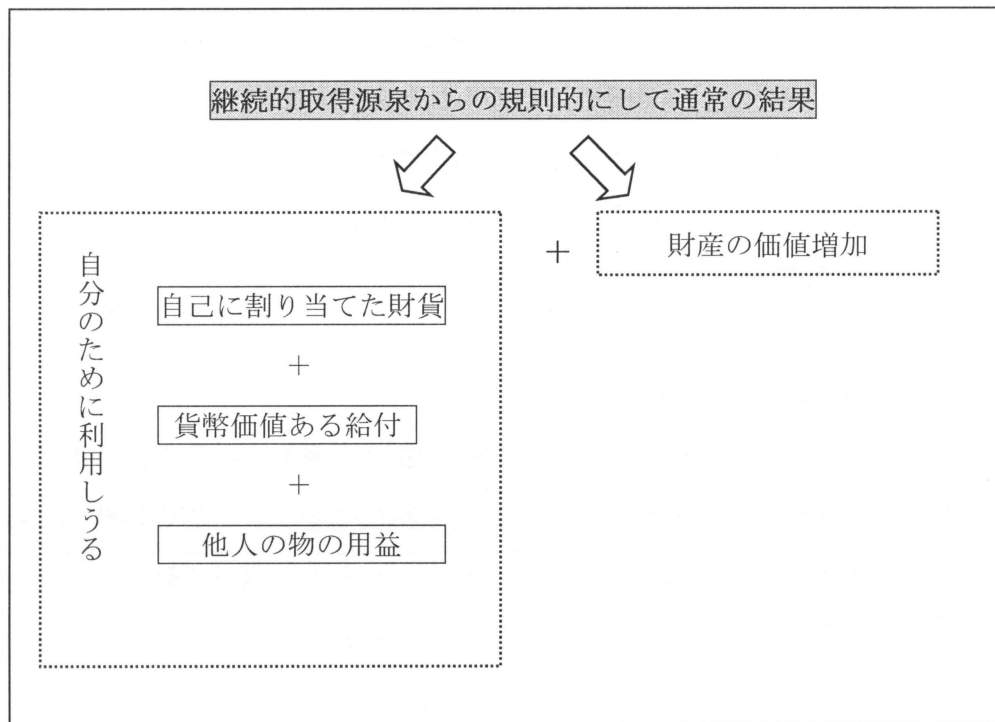 継続的取得源泉からの規則的にして通常の結果
自分のために利用しうる
自己に割り当てた財貨
＋
貨幣価値ある給付
＋
他人の物の用益
＋
財産の価値増加